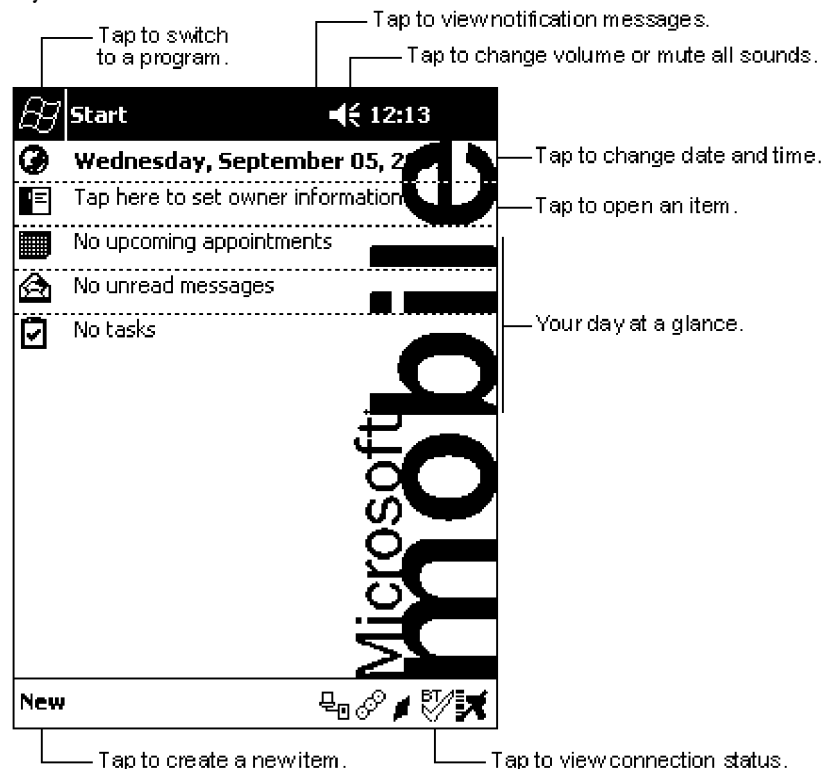 Tap to view notification messages.
Tap to switch
to a program.
Tap to change volume or mute all sounds.
Start 12:13
Wednesday, September 05, 2
Tap to change date and time.
Tap here to set owner information
Tap to open an item.
No upcoming appointments
No unread messages
Your day at a glance.
No tasks
Microsoft
mobile
New
BT
Tap to create a new item.
Tap to view connection status.